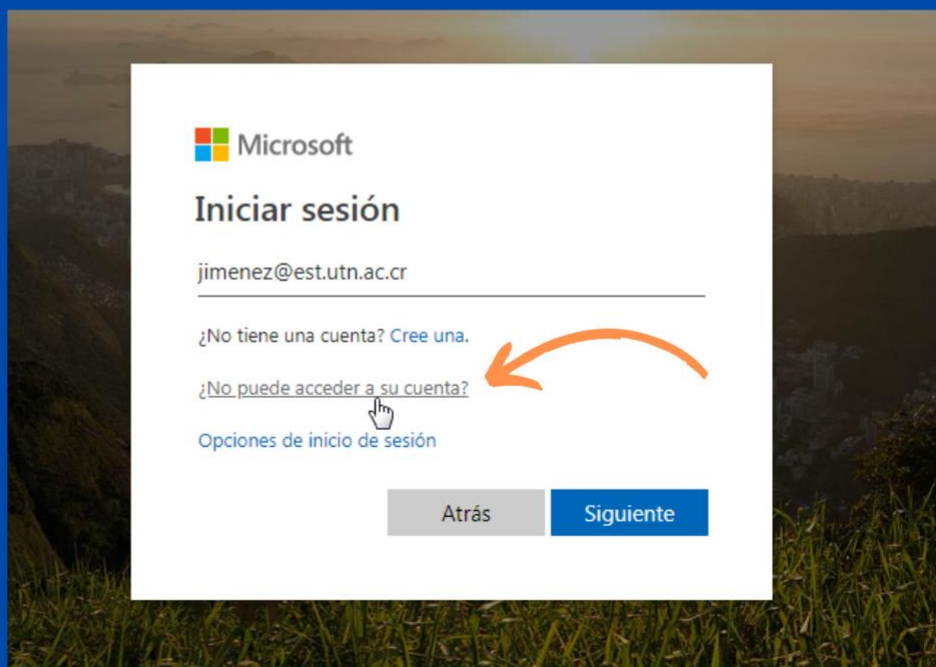 Microsoft
Iniciar sesión
jimenez@est.utn.ac.cr
¿No tiene una cuenta? Cree una.
¿No puede acceder a su cuenta?
Opciones de inicio de sesión
Atrás Siguiente